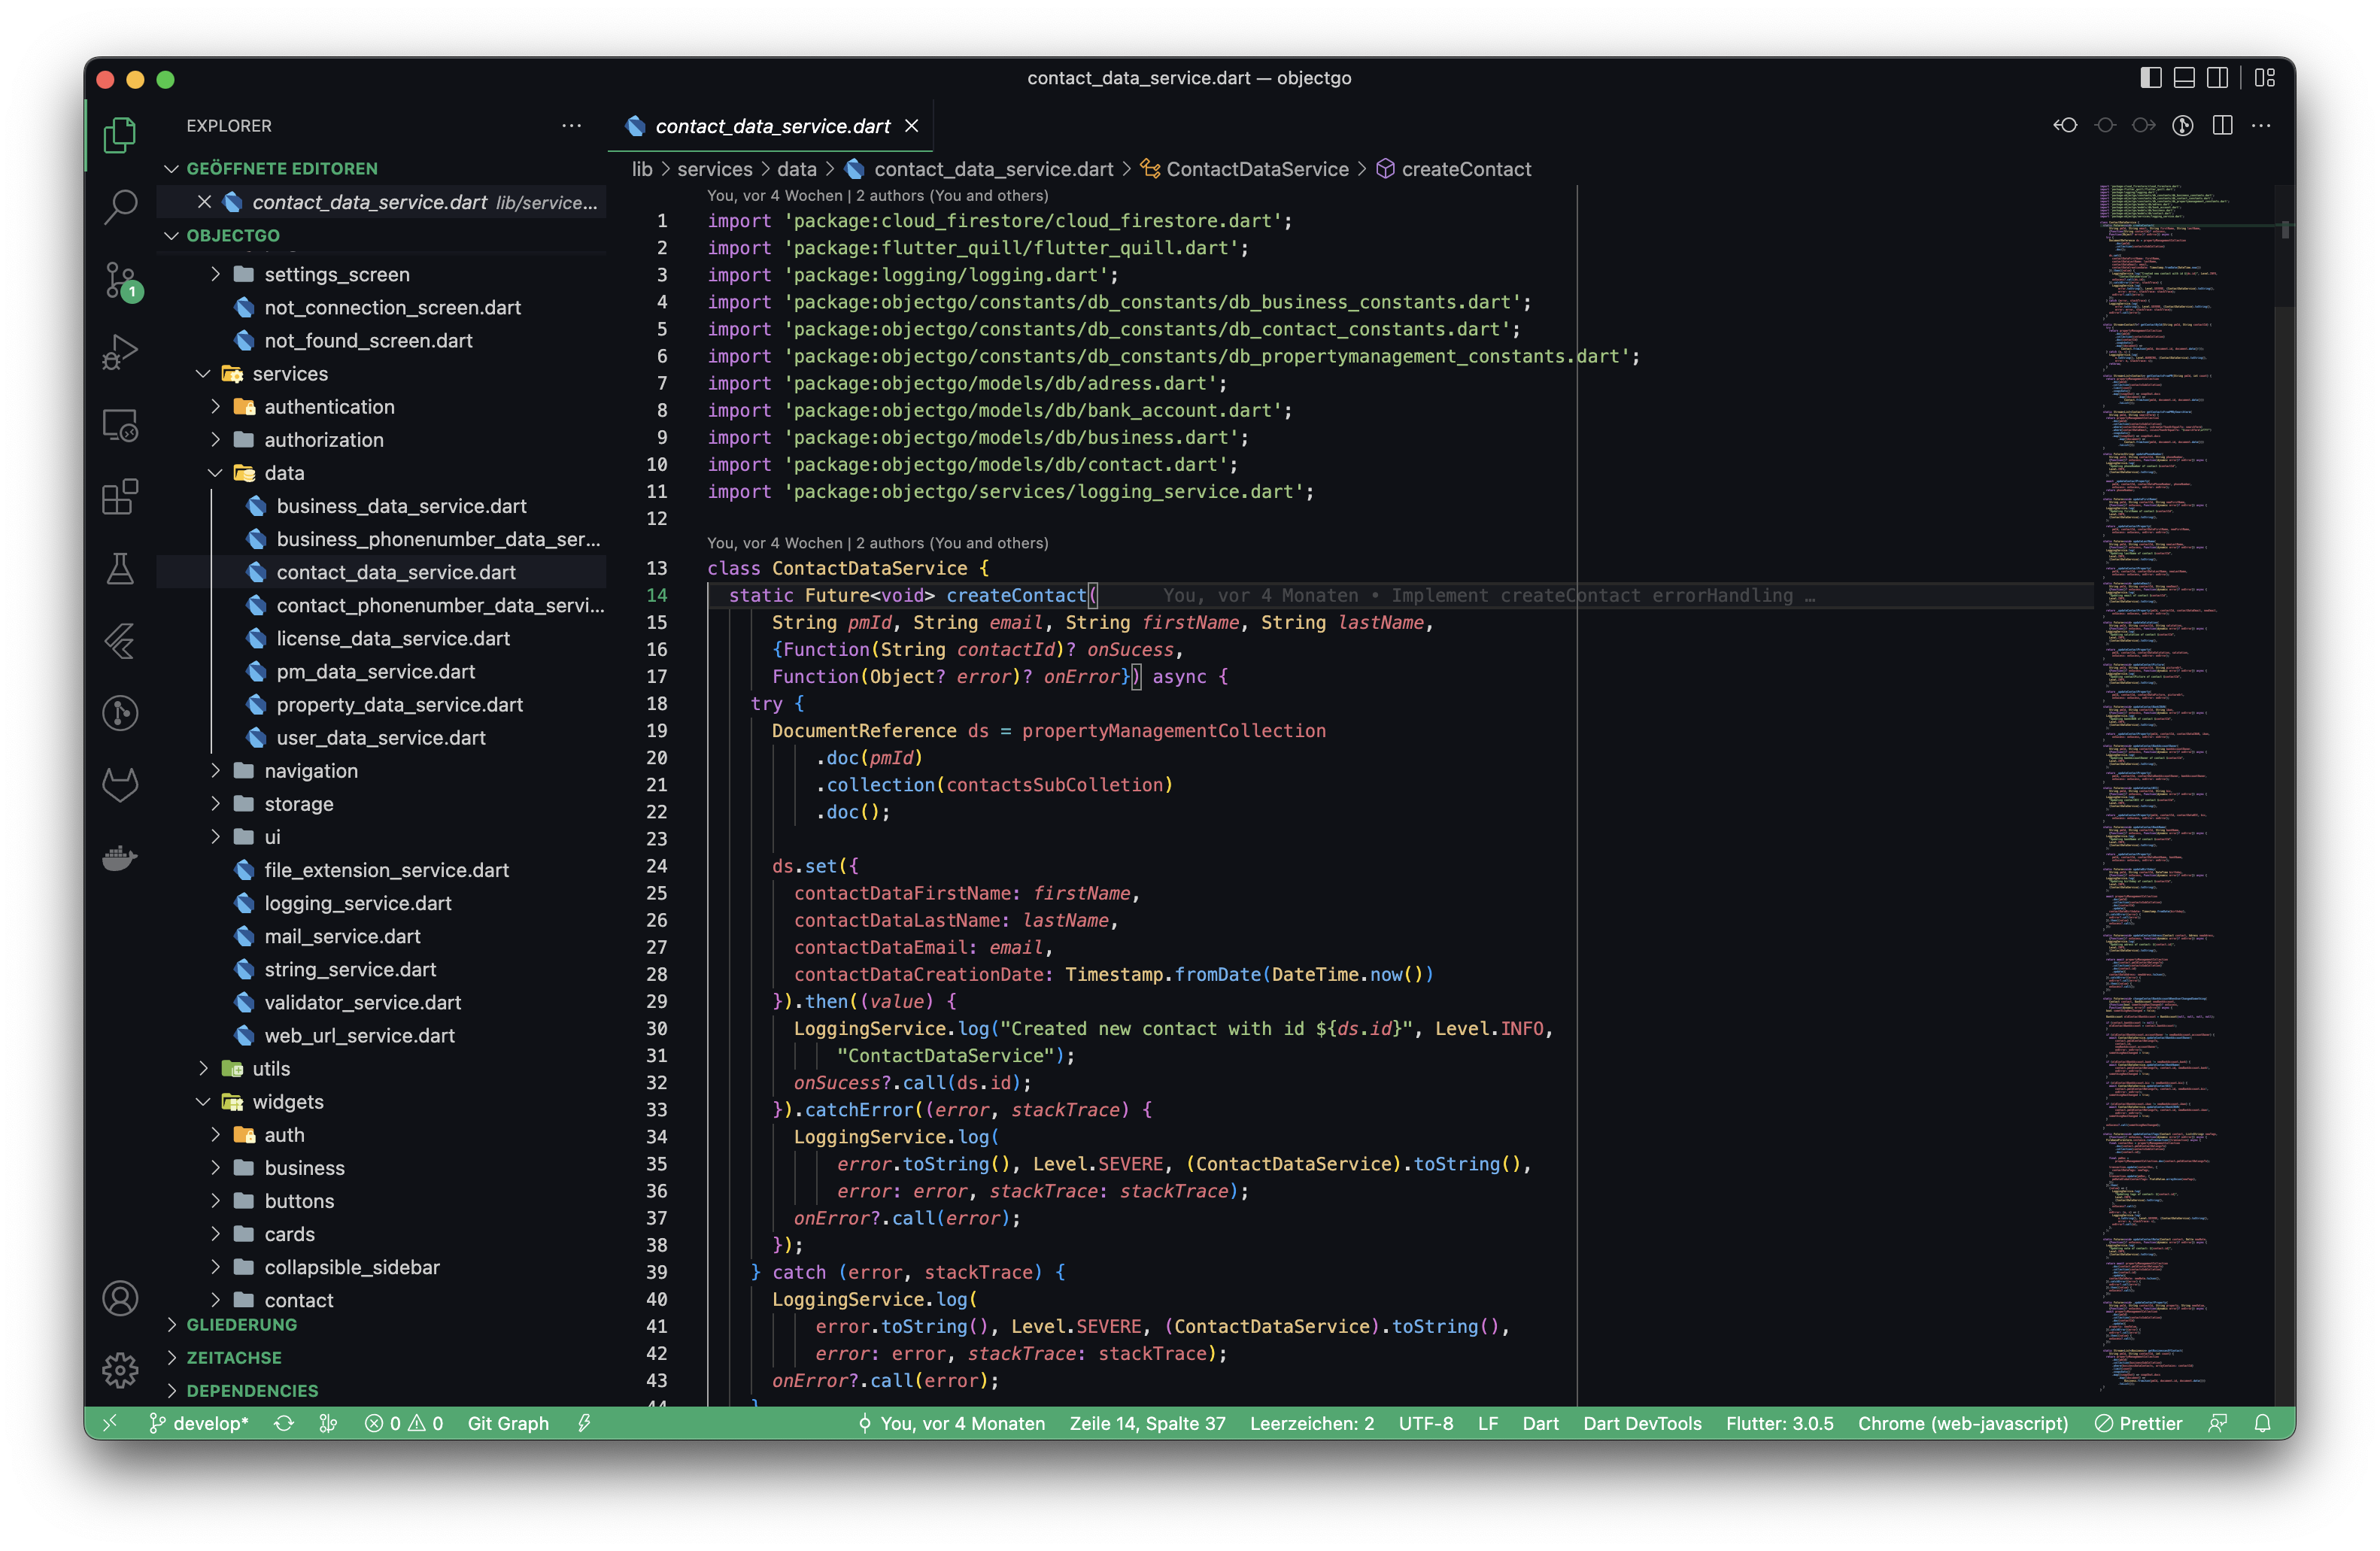 contact_data_service.dart — objectgo
EXPLORER
GEÖFFNETE EDITOREN
contact_data_service.dart lib/service...
OBJECTGO
settings_screen
not_connection_screen.dart
not_found_screen.dart
services
authentication
authorization
data
business_data_service.dart
business_phonenumber_data_ser...
contact_data_service.dart
contact_phonenumber_data_servi...
license_data_service.dart
pm_data_service.dart
property_data_service.dart
user_data_service.dart
navigation
storage
ui
file_extension_service.dart
logging_service.dart
mail_service.dart
string_service.dart
validator_service.dart
web_url_service.dart
utils
widgets
auth
business
buttons
cards
collapsible_sidebar
contact
GLIEDERUNG
ZEITACHSE
DEPENDENCIES
1
contact_data_service.dart
lib > services > data > contact_data_service.dart > ContactDataService > createContact
You, vor 4 Wochen | 2 authors (You and others)
1 import 'package:cloud_firestore/cloud_firestore.dart';
2 import 'package:flutter_quill/flutter_quill.dart';
3 import 'package:logging/logging.dart';
4 import 'package:objectgo/constants/db_constants/db_business_constants.dart';
5 import 'package:objectgo/constants/db_constants/db_contact_constants.dart';
6 import 'package:objectgo/constants/db_constants/db_propertymanagement_constants.dart';
7 import 'package:objectgo/models/db/adress.dart';
8 import 'package:objectgo/models/db/bank_account.dart';
9 import 'package:objectgo/models/db/business.dart';
10 import 'package:objectgo/models/db/contact.dart';
11 import 'package:objectgo/services/logging_service.dart';
12
You, vor 4 Wochen | 2 authors (You and others)
13 class ContactDataService {
14 static Future<void> createContact( You, vor 4 Monaten • Implement createContact errorHandling …
15 String pmId, String email, String firstName, String lastName,
16 {Function(String contactId)? onSucess,
17 Function(Object? error)? onError}) async {
18 try {
19 DocumentReference ds = propertyManagementCollection
20 .doc(pmId)
21 .collection(contactsSubColletion)
22 .doc();
23
24 ds.set({
25 contactDataFirstName: firstName,
26 contactDataLastName: lastName,
27 contactDataEmail: email,
28 contactDataCreationDate: Timestamp.fromDate(DateTime.now())
29 }).then((value) {
30 LoggingService.log("Created new contact with id ${ds.id}", Level.INFO,
31 "ContactDataService");
32 onSucess?.call(ds.id);
33 }).catchError((error, stackTrace) {
34 LoggingService.log(
35 error.toString(), Level.SEVERE, (ContactDataService).toString(),
36 error: error, stackTrace: stackTrace);
37 onError?.call(error);
38 });
39 } catch (error, stackTrace) {
40 LoggingService.log(
41 error.toString(), Level.SEVERE, (ContactDataService).toString(),
42 error: error, stackTrace: stackTrace);
43 onError?.call(error);
44 }
develop* 0 0 Git Graph You, vor 4 Monaten Zeile 14, Spalte 37 Leerzeichen: 2 UTF-8 LF Dart Dart DevTools Flutter: 3.0.5 Chrome (web-javascript) Prettier